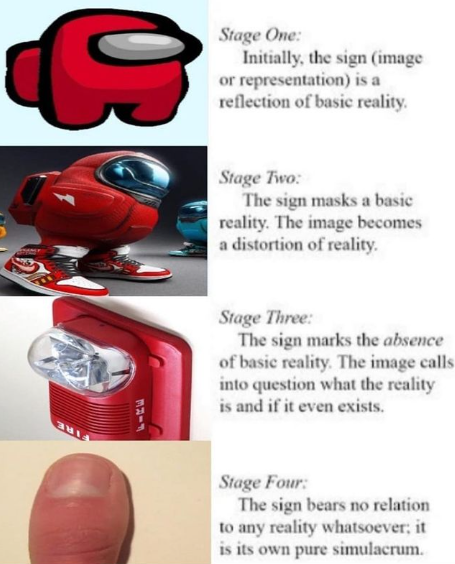 Stage One:
Initially, the sign (image
or representation) is a
reflection of basic reality.
Stage Two:
The sign masks a basic
reality. The image becomes
a distortion of reality.
Stage Three:
The sign marks the absence
of basic reality. The image calls
into question what the reality
is and if it even exists.
FIRE
FIRE
Stage Four:
The sign bears no relation
to any reality whatsoever; it
is its own pure simulacrum.